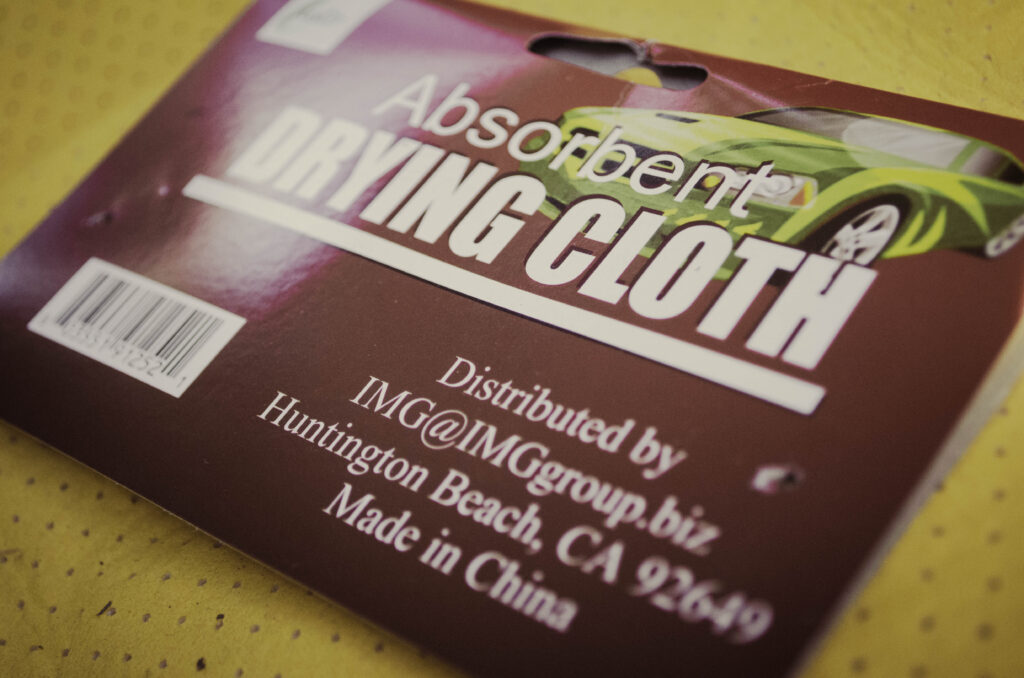 Absorbent
DRYING CLOTH
Distributed by
IMG@IMGgroup.biz
Huntington Beach, CA 92649
Made in China